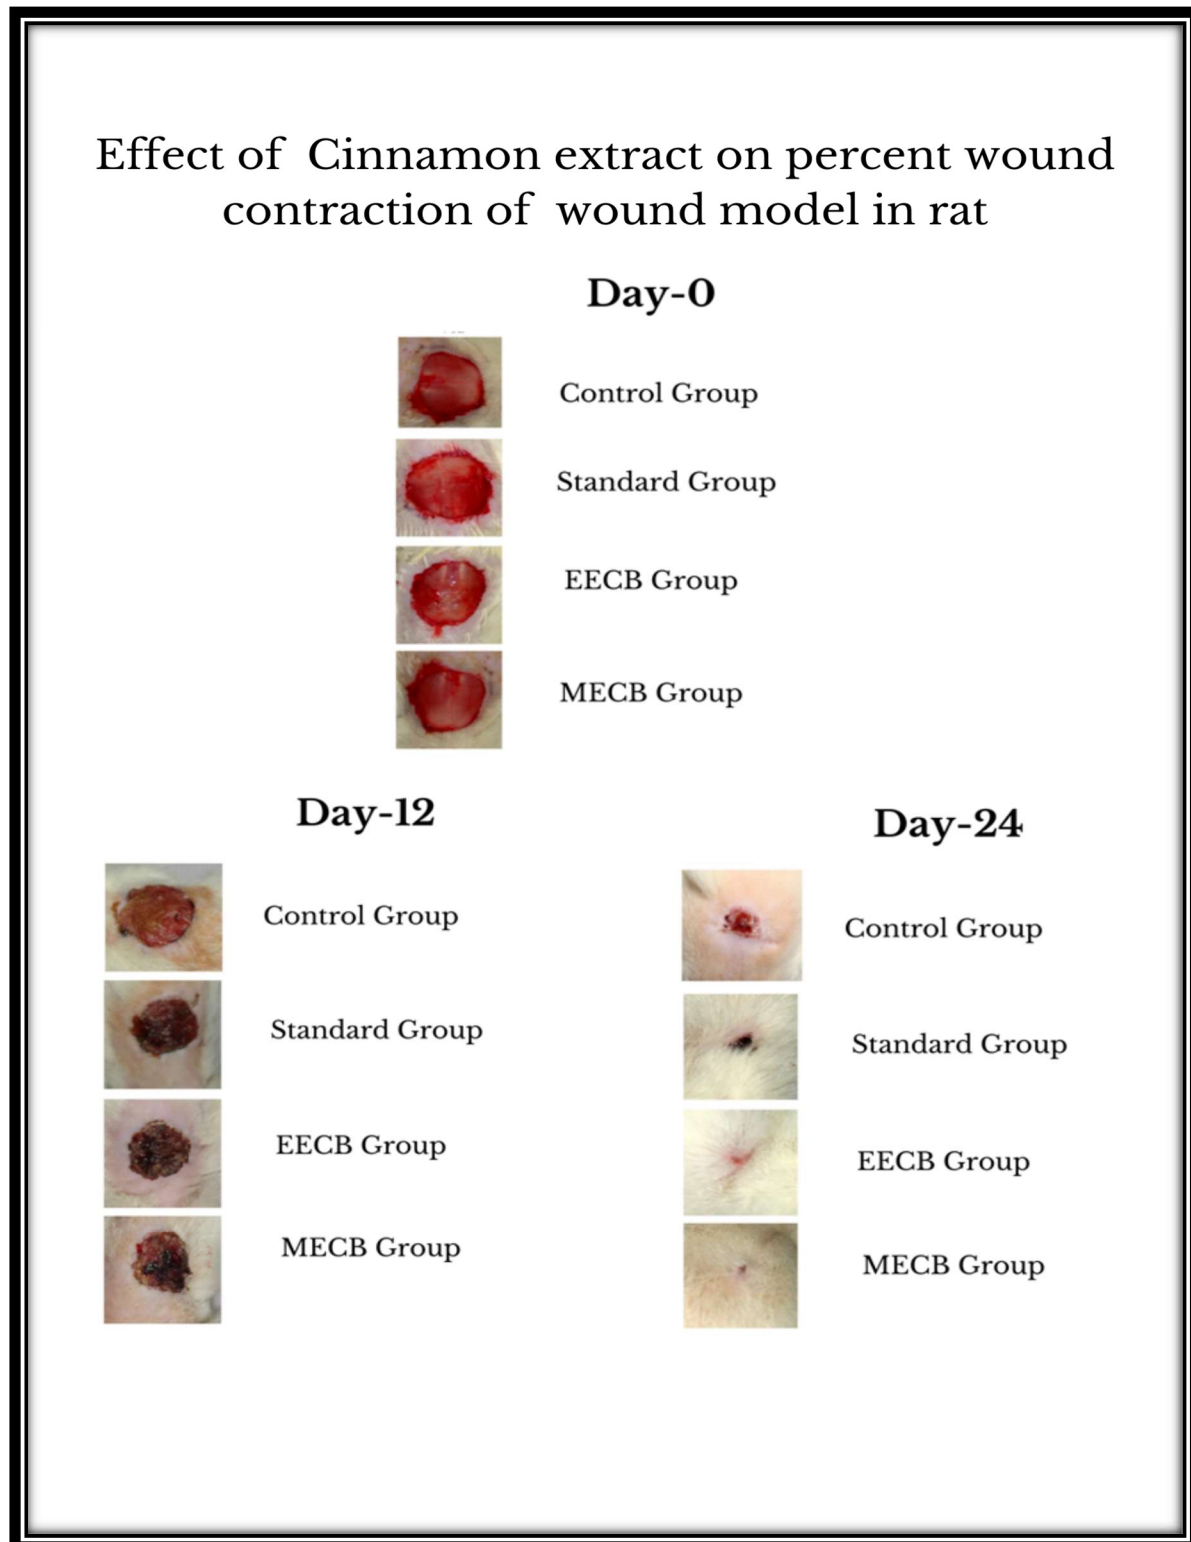 Effect of Cinnamon extract on percent wound
contraction of wound model in rat
Day-0
Control Group
Standard Group
EECB Group
MECB Group
Day-12
Control Group
Standard Group
EECB Group
MECB Group
Day-24
Control Group
Standard Group
EECB Group
MECB Group